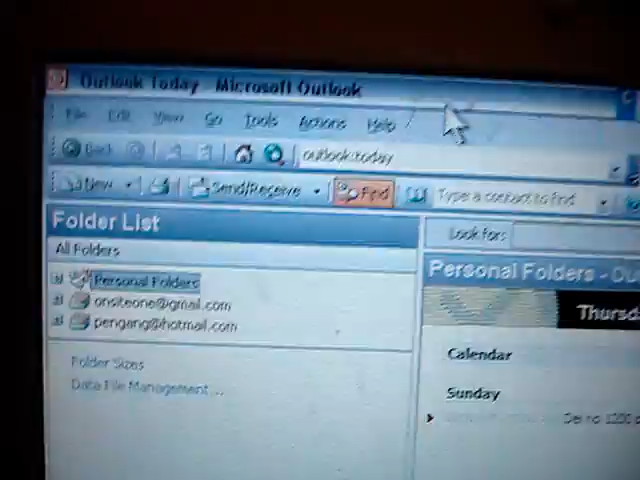 Outlook Today - Microsoft Outlook
File Edit View Go Tools Actions Help
Back outlook:today
New Send/Receive Find Type a contact to find
Folder List
Look for:
All Folders
Personal Folders - Ou
Personal Folders
onsiteone@gmail.com
Thursd
pengang@hotmail.com
Calendar
Folder Sizes
Data File Management...
Sunday